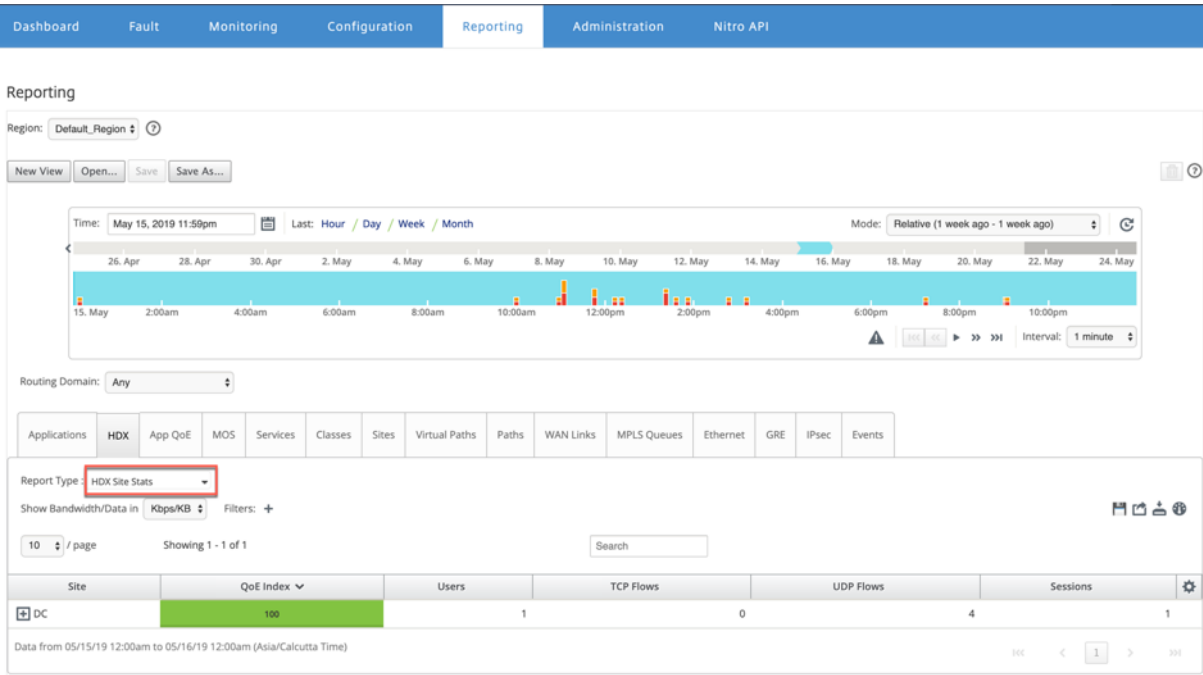 Dashboard Fault Monitoring Configuration Reporting Administration Nitro API
Reporting
Region: Default_Region ?
New View Open... Save Save As... ?
Time: May 15, 2019 11:59pm Last: Hour / Day / Week / Month Mode: Relative (1 week ago - 1 week ago)
26. Apr 28. Apr 30. Apr 2. May 4. May 6. May 8. May 10. May 12. May 14. May 16. May 18. May 20. May 22. May 24. May
15. May 2:00am 4:00am 6:00am 8:00am 10:00am 12:00pm 2:00pm 4:00pm 6:00pm 8:00pm 10:00pm
Interval: 1 minute
Routing Domain: Any
Applications HDX App QoE MOS Services Classes Sites Virtual Paths Paths WAN Links MPLS Queues Ethernet GRE IPsec Events
Report Type : HDX Site Stats
Show Bandwidth/Data in Kbps/KB Filters: +
10 / page Showing 1 - 1 of 1 Search
Site QoE Index Users TCP Flows UDP Flows Sessions
DC 100 1 0 4 1
Data from 05/15/19 12:00am to 05/16/19 12:00am (Asia/Calcutta Time) 1